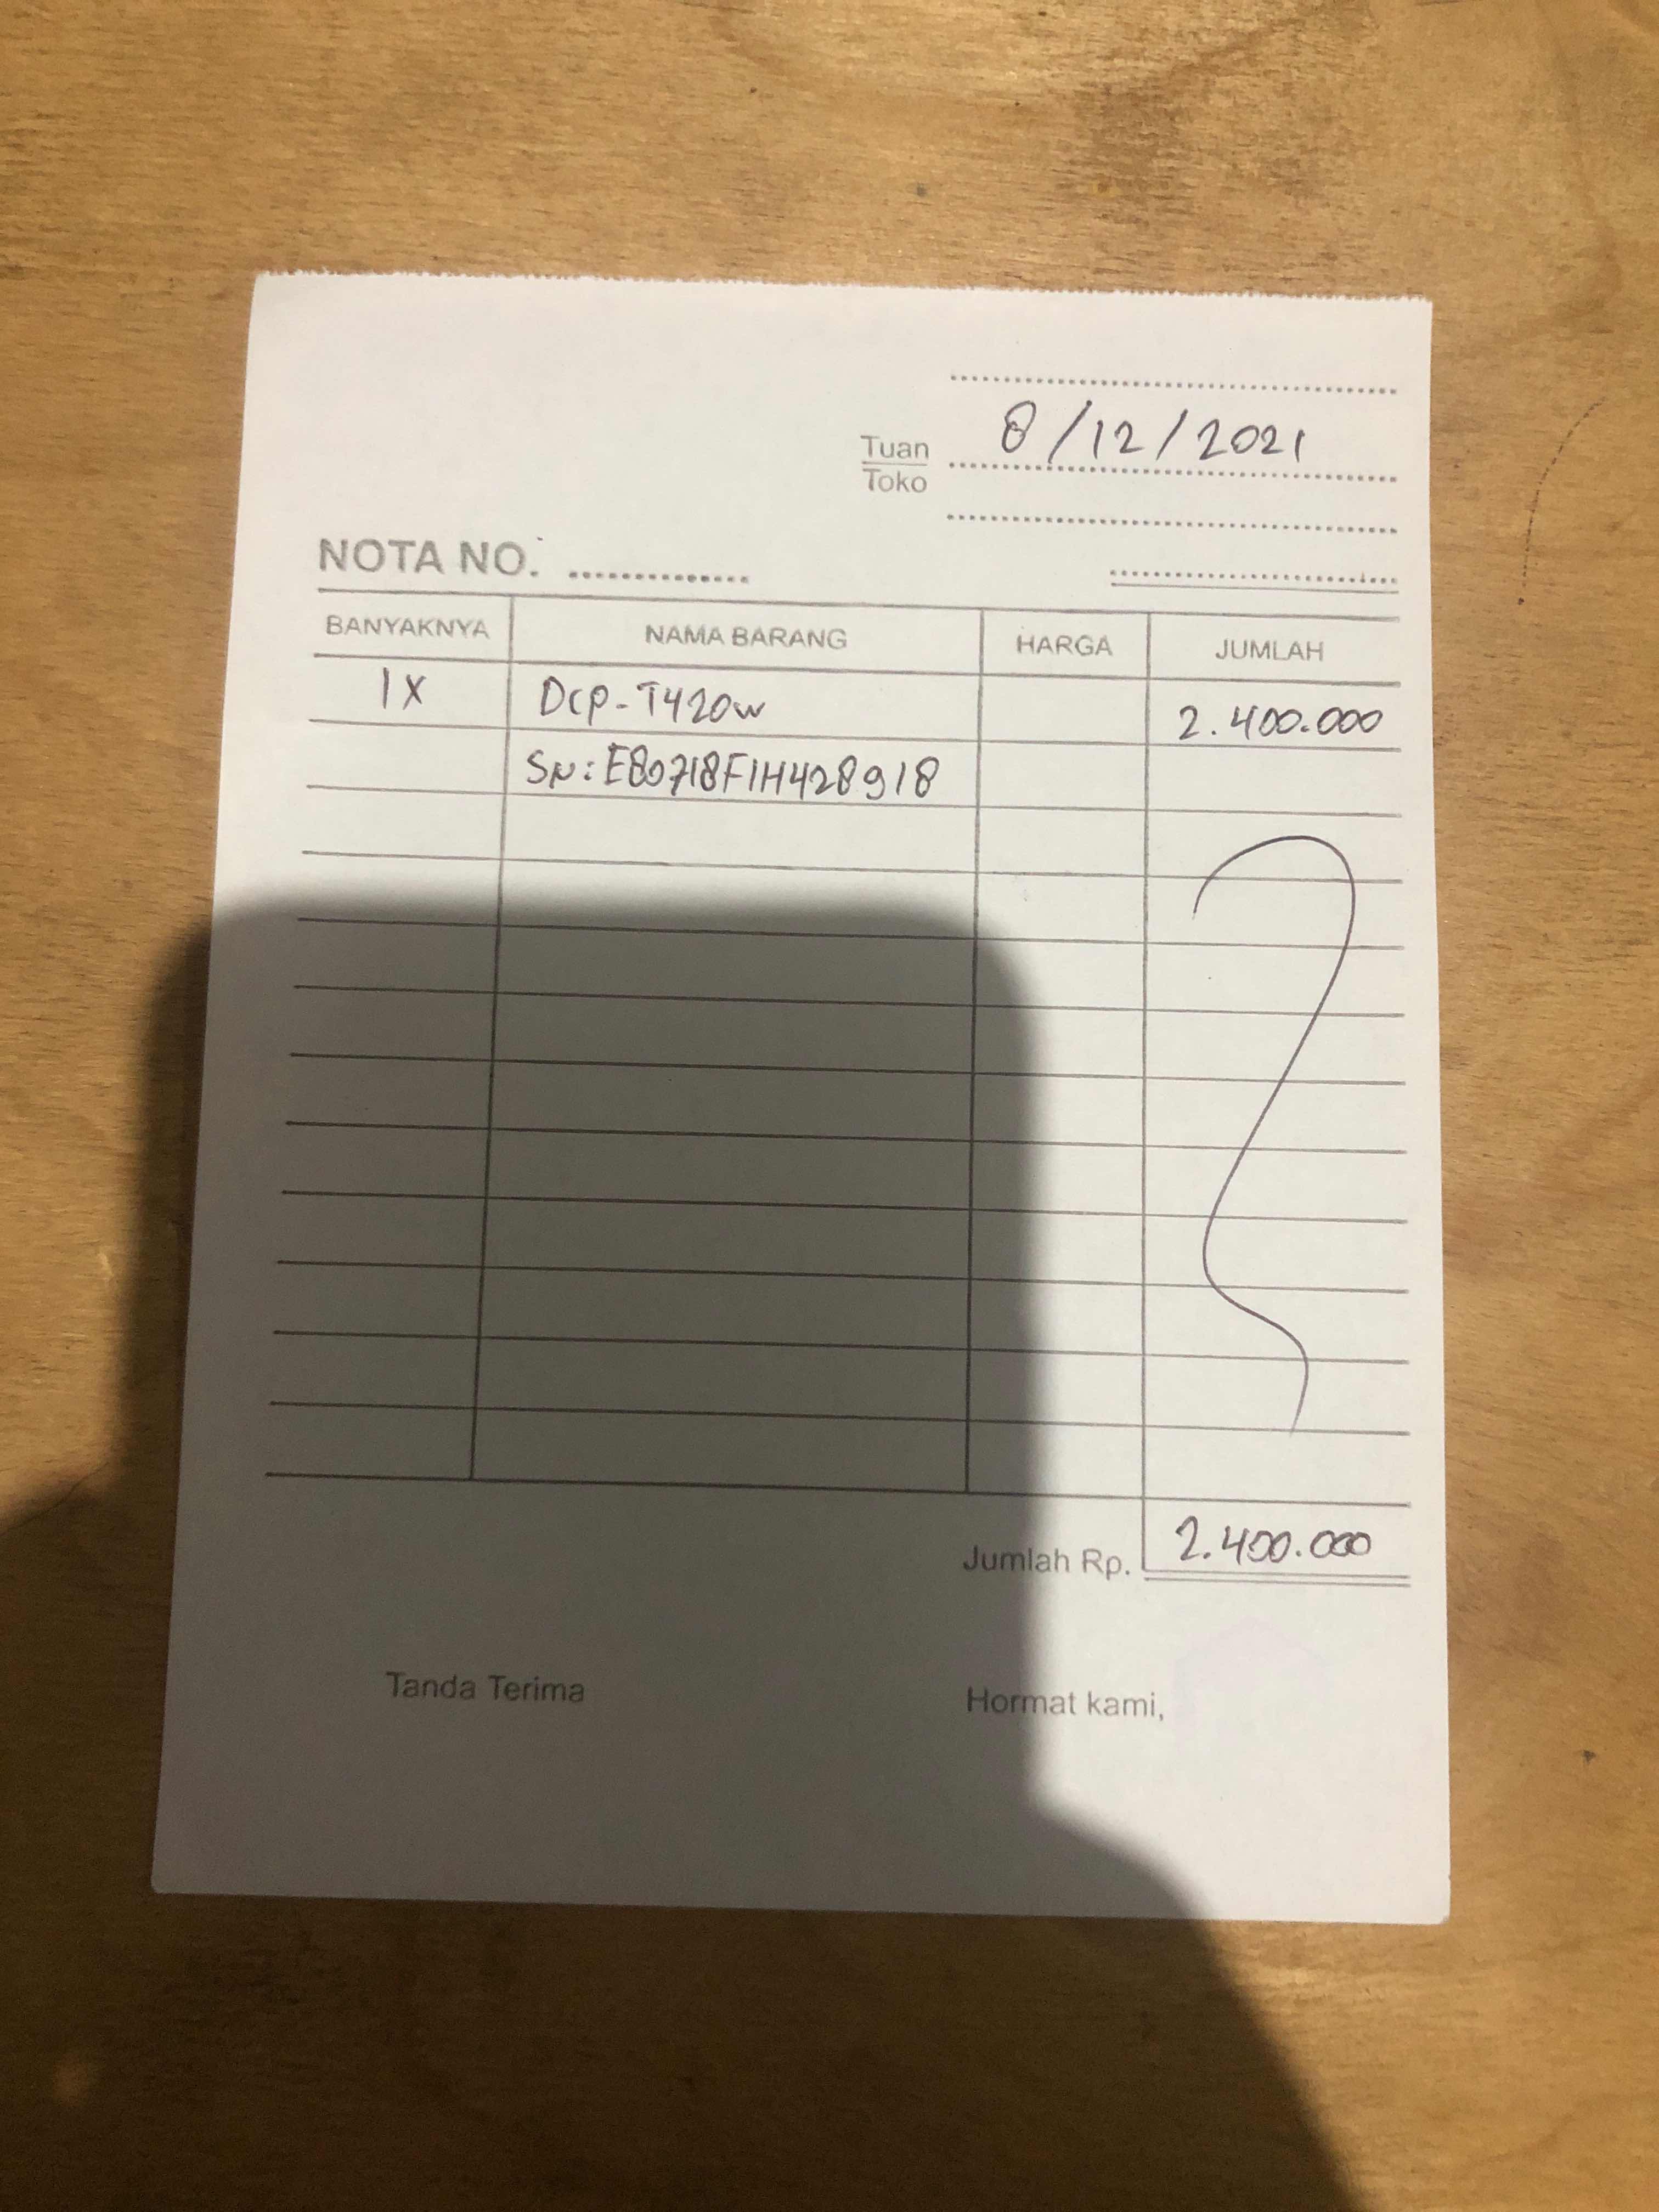 8/12/2021
Tuan
Toko
NOTA NO. ..............
BANYAKNYA NAMA BARANG HARGA JUMLAH
1X DCP-T420W 2.400.000
SN: E80718F1H428918
Jumlah Rp. 2.400.000
Tanda Terima Hormat kami,